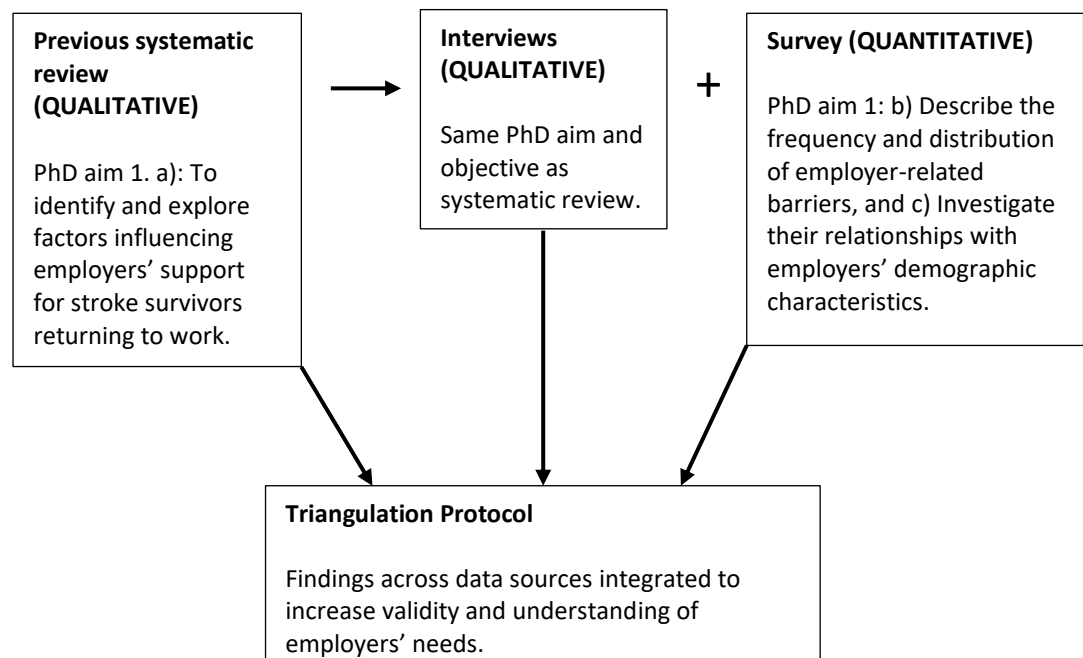 Previous systematic
review
(QUALITATIVE)
PhD aim 1. a): To
identify and explore
factors influencing
employers’ support
for stroke survivors
returning to work.
Interviews
(QUALITATIVE)
Same PhD aim and
objective as
systematic review.
+
Survey (QUANTITATIVE)
PhD aim 1: b) Describe the
frequency and distribution
of employer-related
barriers, and c) Investigate
their relationships with
employers’ demographic
characteristics.
Triangulation Protocol
Findings across data sources integrated to
increase validity and understanding of
employers’ needs.